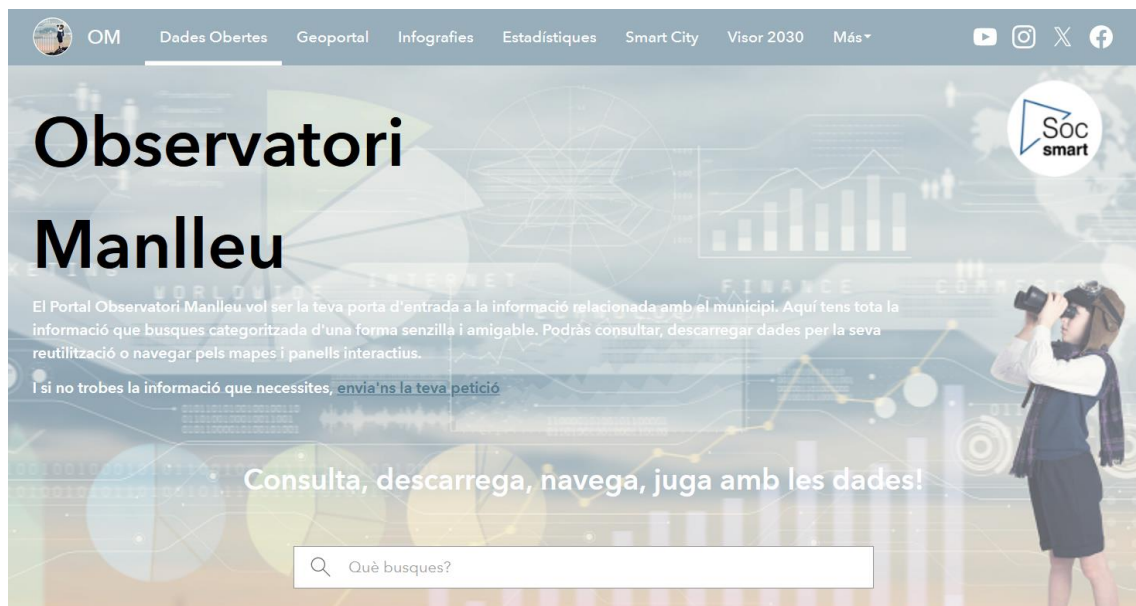 OM Dades Obertes Geoportal Infografies Estadístiques Smart City Visor 2030 Más
Sóc
smart
Observatori
Manlleu
WORLDWIDE INTERNET FINANCE
El Portal Observatori Manlleu vol ser la teva porta d'entrada a la informació relacionada amb el municipi. Aquí tens tota la
informació que busques categoritzada d'una forma senzilla i amigable. Podràs consultar, descarregar dades per la seva
reutilització o navegar pels mapes i panells interactius.
I si no trobes la informació que necessites, envia'ns la teva petició
Consulta, descarrega, navega, juga amb les dades!
Què busques?